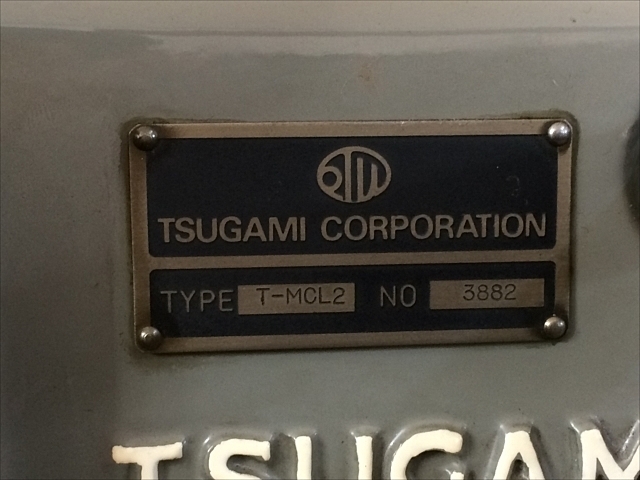 TSUGAMI CORPORATION
TYPE T-MCL2 NO 3882
TSUGAM